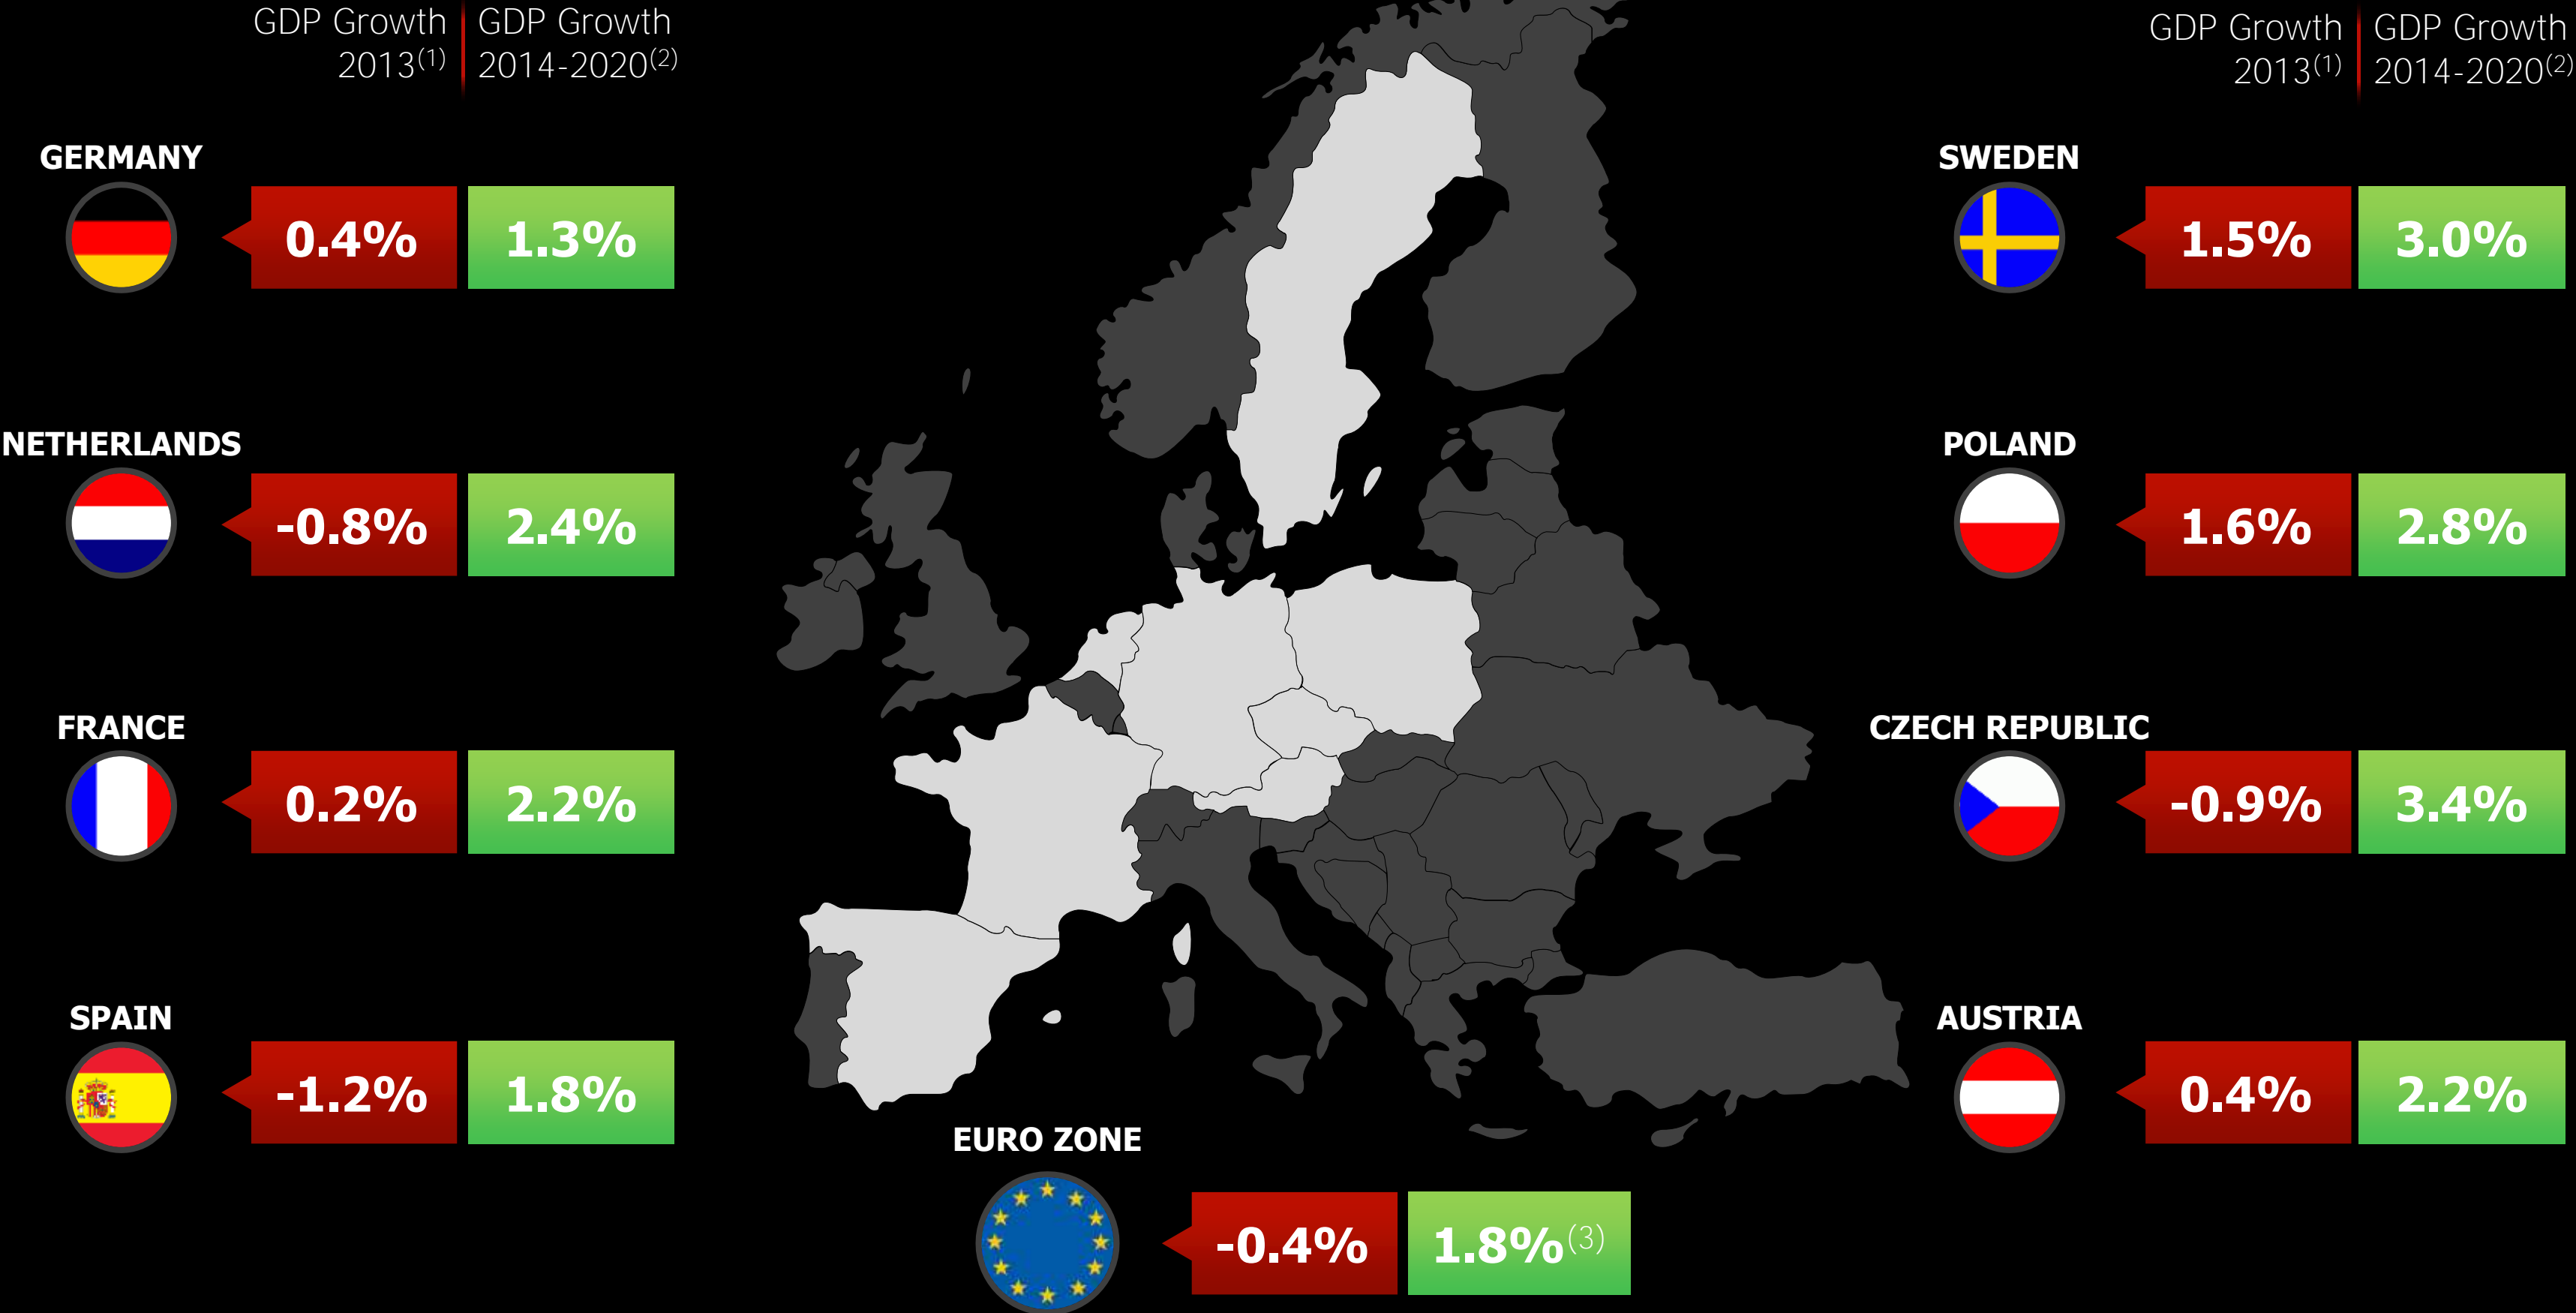 GDP Growth 2013(1)
GDP Growth 2014-2020(2)
GERMANY
0.4%
1.3%
NETHERLANDS
-0.8%
2.4%
FRANCE
0.2%
2.2%
SPAIN
-1.2%
1.8%
GDP Growth 2013(1)
GDP Growth 2014-2020(2)
SWEDEN
1.5%
3.0%
POLAND
1.6%
2.8%
CZECH REPUBLIC
-0.9%
3.4%
AUSTRIA
0.4%
2.2%
EURO ZONE
-0.4%
1.8%(3)